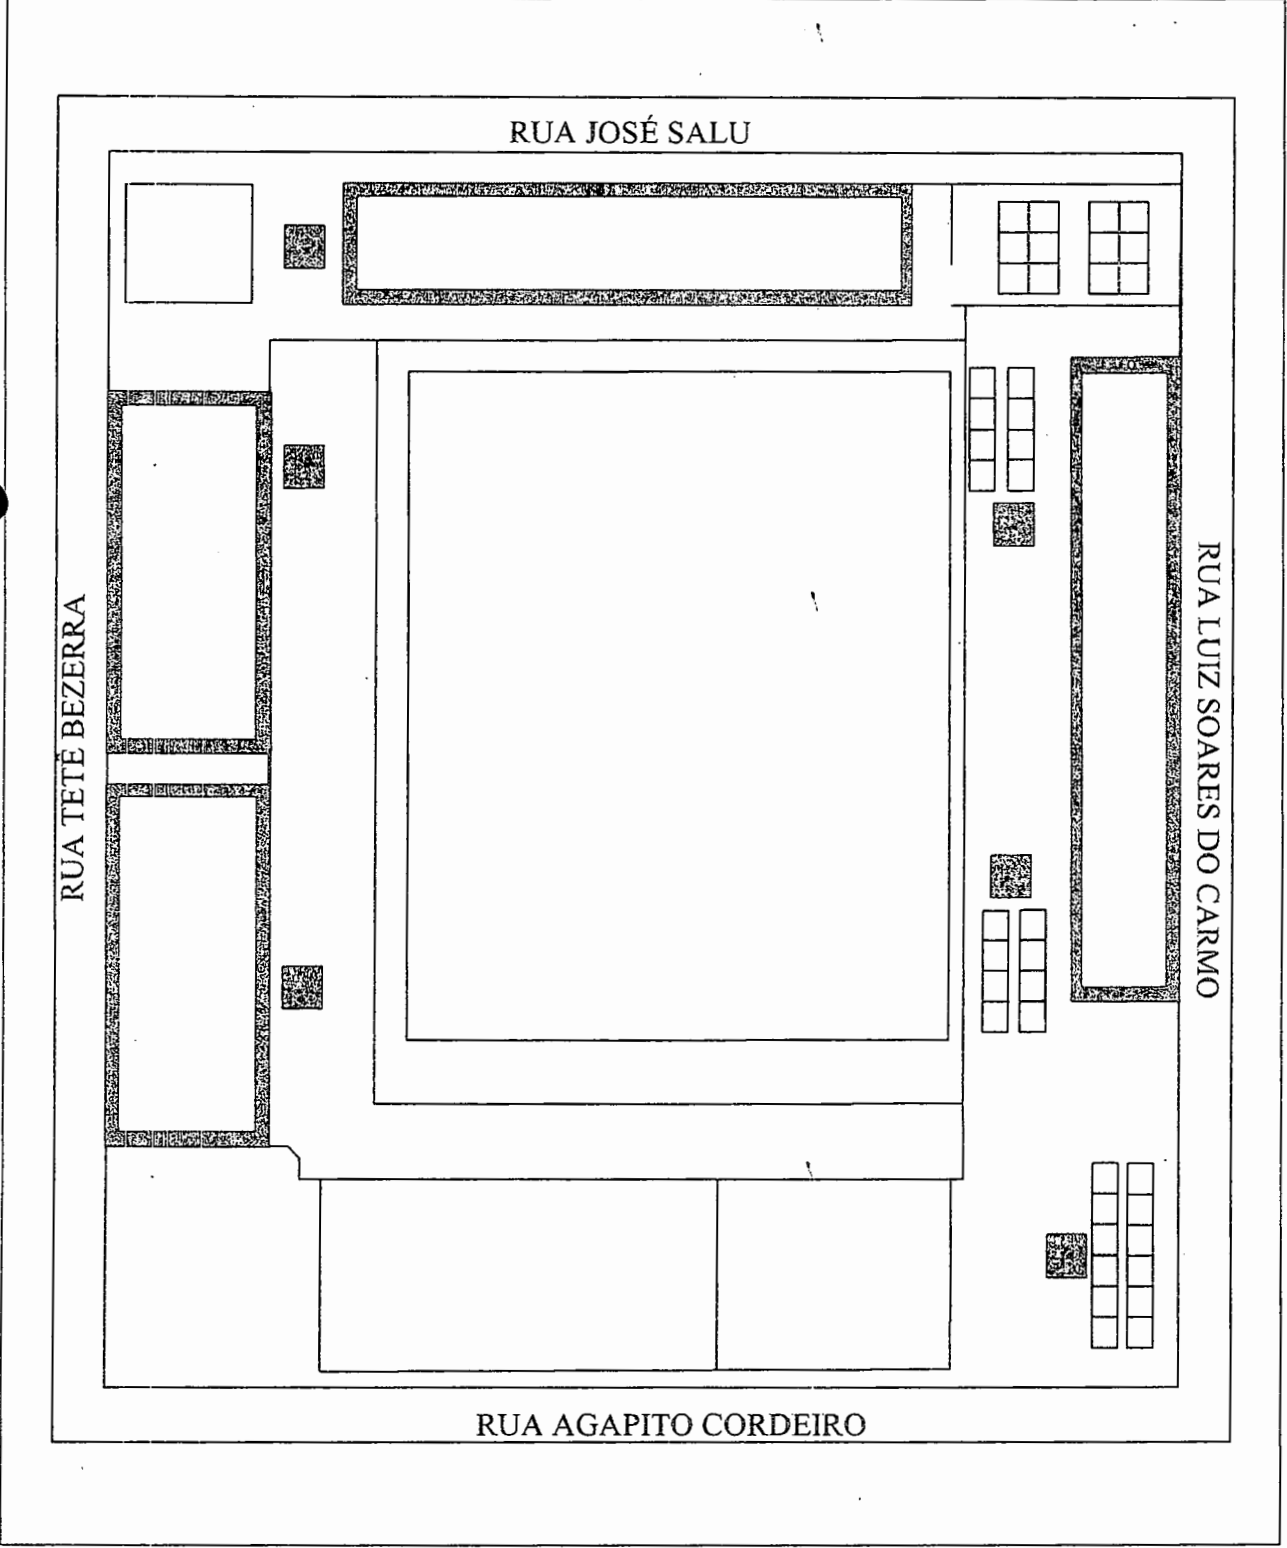 RUA JOSÉ SALU
RUA TETÊ BEZERRA
RUA LUIZ SOARES DO CARMO
RUA AGAPITO CORDEIRO